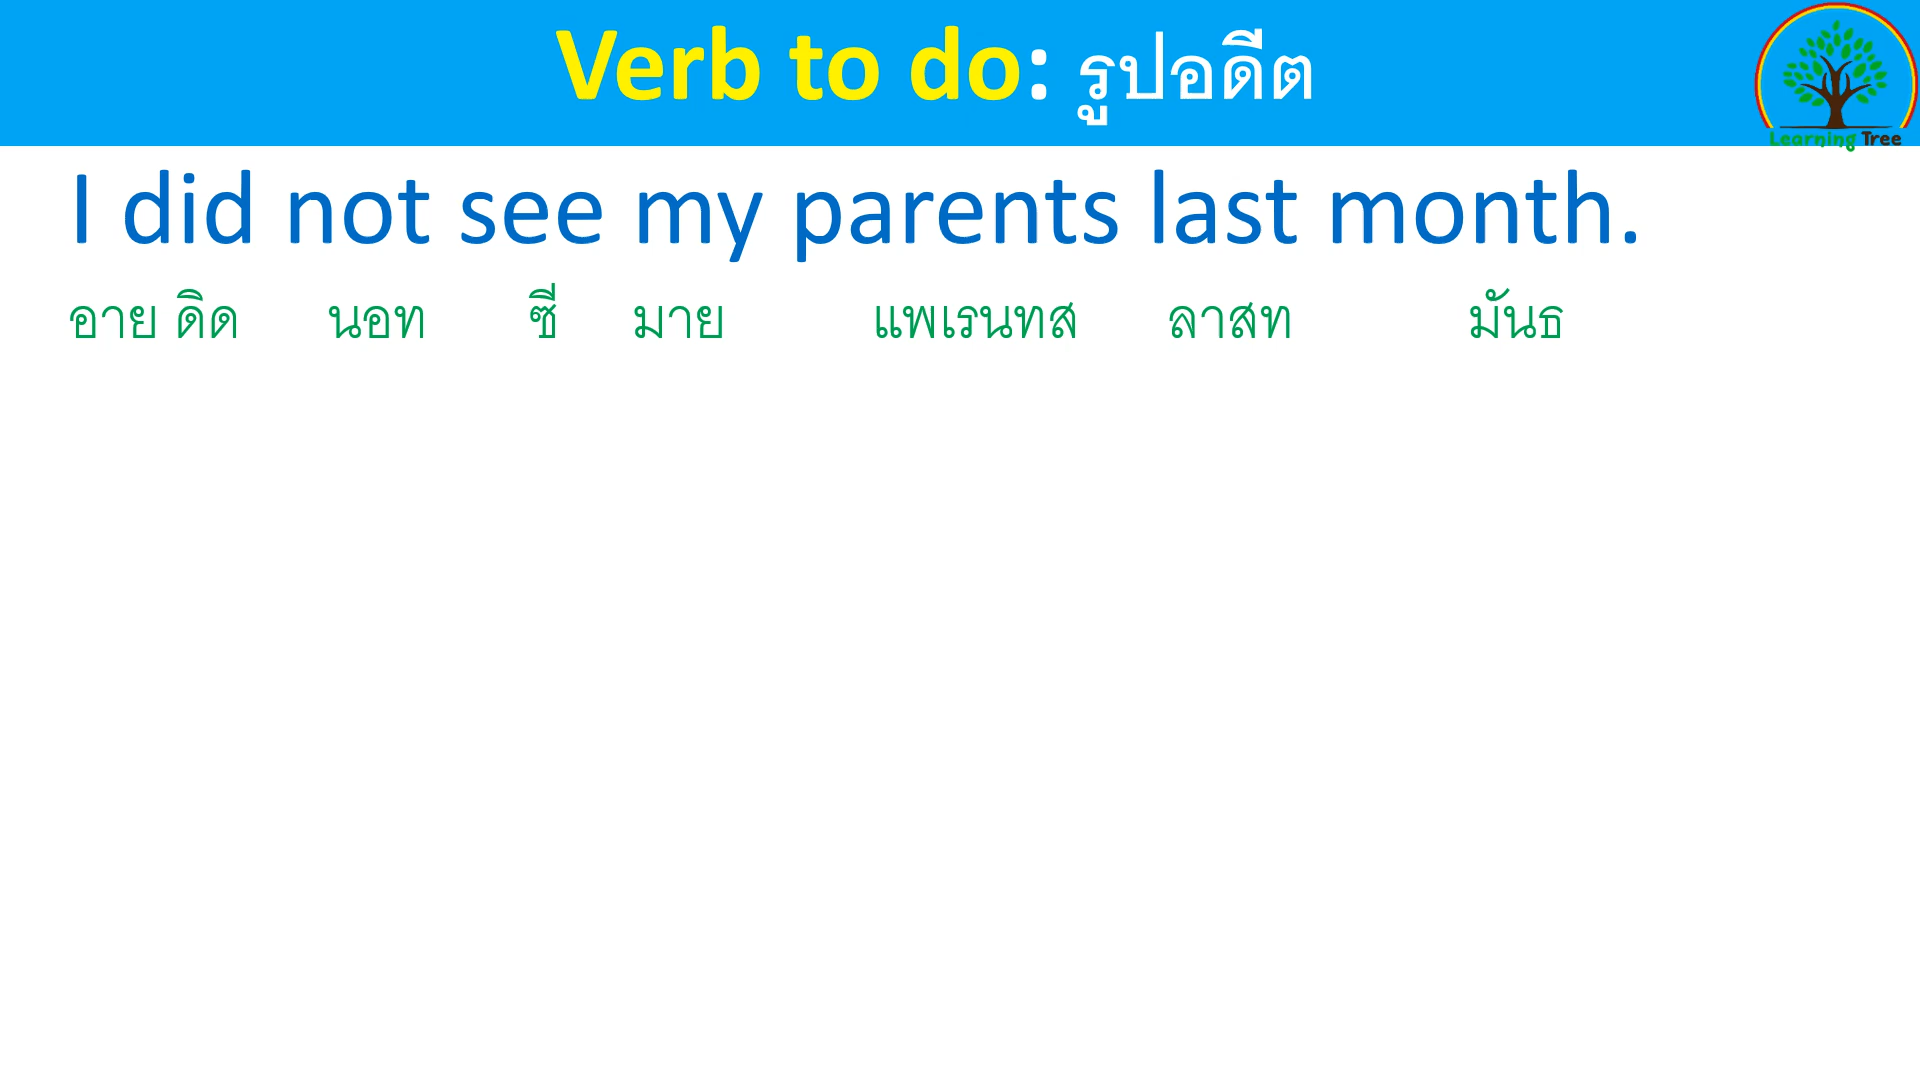 Verb to do: รูปอดีต
Learning Tree
I did not see my parents last month.
อาย ดิด นอท ซี มาย แพเรนทส ลาสท มันธ